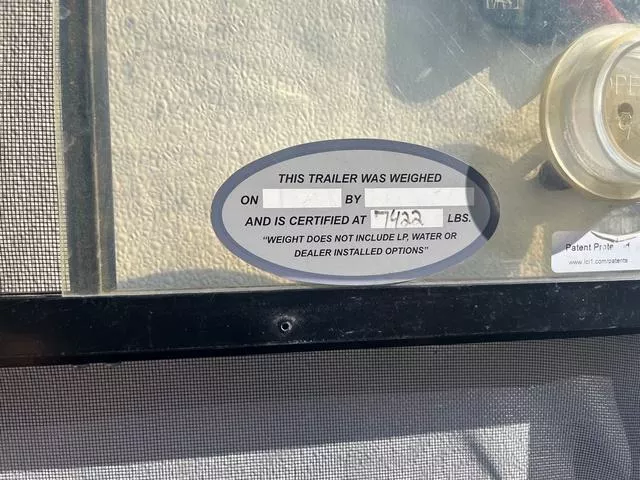 THIS TRAILER WAS WEIGHED
ON BY
AND IS CERTIFIED AT 7422 LBS.
"WEIGHT DOES NOT INCLUDE LP, WATER OR
DEALER INSTALLED OPTIONS"
Patent
www.lci1.com/patents